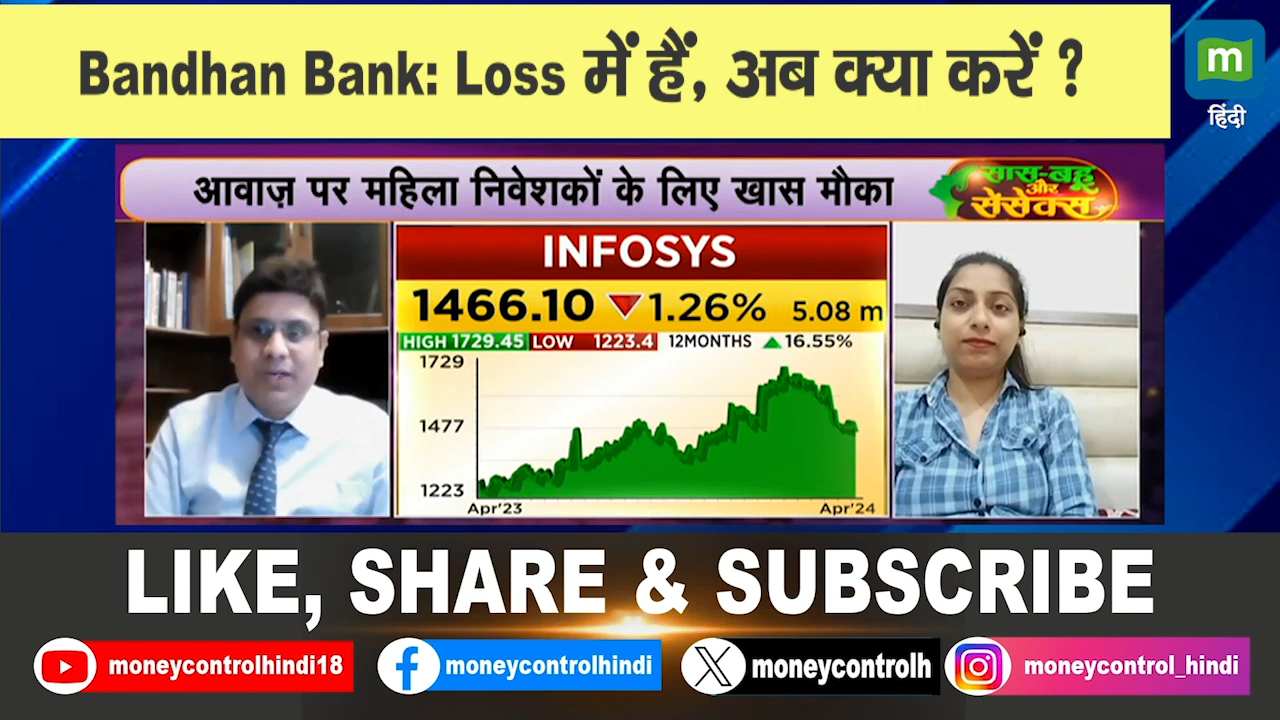 Bandhan Bank: Loss में हैं, अब क्या करें ?
m
हिंदी
आवाज़ पर महिला निवेशकों के लिए खास मौका
सास-बहू
और
सेंसेक्स
INFOSYS
1466.10 ▼1.26% 5.08 m
HIGH 1729.45 LOW 1223.4 12MONTHS ▲16.55%
1729
1477
1223
Apr'23 Apr'24
LIKE, SHARE & SUBSCRIBE
moneycontrolhindi18 moneycontrolhindi moneycontrolh moneycontrol_hindi